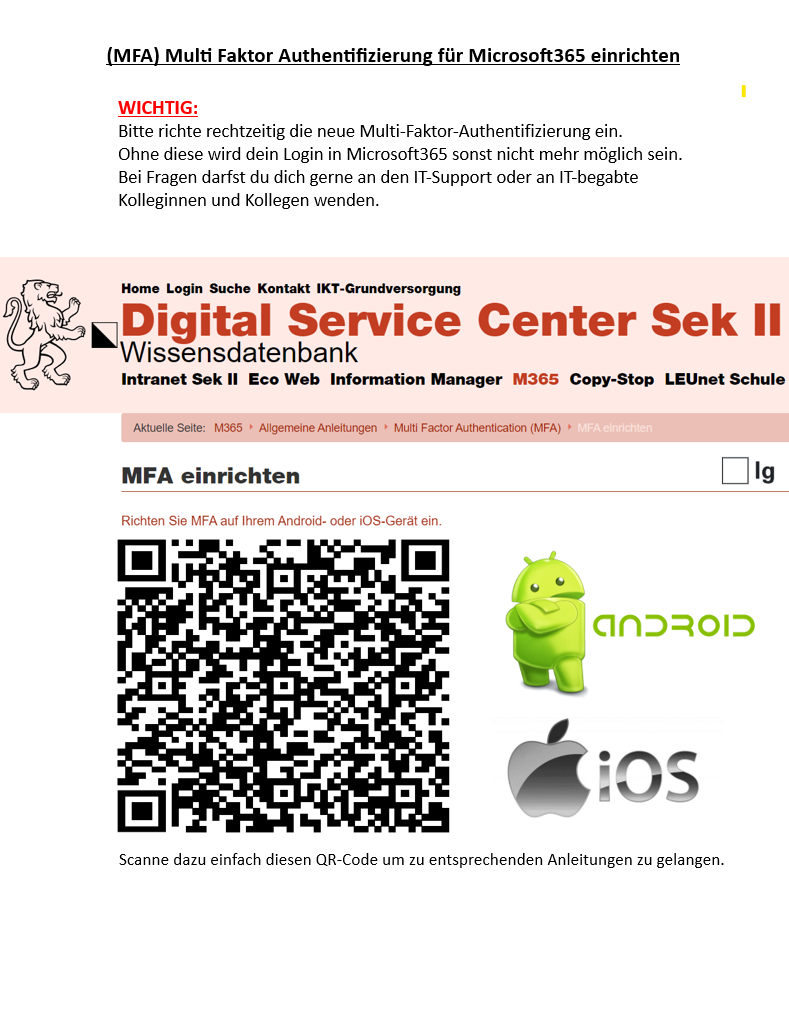 (MFA) Multi Faktor Authentifizierung für Microsoft365 einrichten
WICHTIG:
Bitte richte rechtzeitig die neue Multi-Faktor-Authentifizierung ein.
Ohne diese wird dein Login in Microsoft365 sonst nicht mehr möglich sein.
Bei Fragen darfst du dich gerne an den IT-Support oder an IT-begabte
Kolleginnen und Kollegen wenden.
Home Login Suche Kontakt IKT-Grundversorgung
Digital Service Center Sek II
Wissensdatenbank
Intranet Sek II Eco Web Information Manager M365 Copy-Stop LEUnet Schule
Aktuelle Seite: M365 Allgemeine Anleitungen Multi Factor Authentication (MFA) MFA einrichten
MFA einrichten
lg
Richten Sie MFA auf Ihrem Android- oder iOS-Gerät ein.
ANDROID
iOS
Scanne dazu einfach diesen QR-Code um zu entsprechenden Anleitungen zu gelangen.